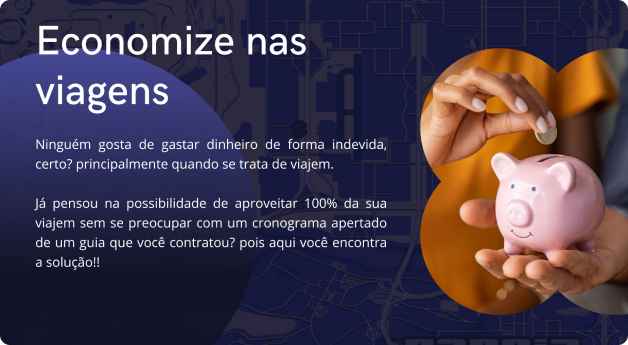 Economize nas
viagens
Ninguém gosta de gastar dinheiro de forma indevida,
certo? principalmente quando se trata de viajem.
Já pensou na possibilidade de aproveitar 100% da sua
viajem sem se preocupar com um cronograma apertado
de um guia que você contratou? pois aqui você encontra
a solução!!